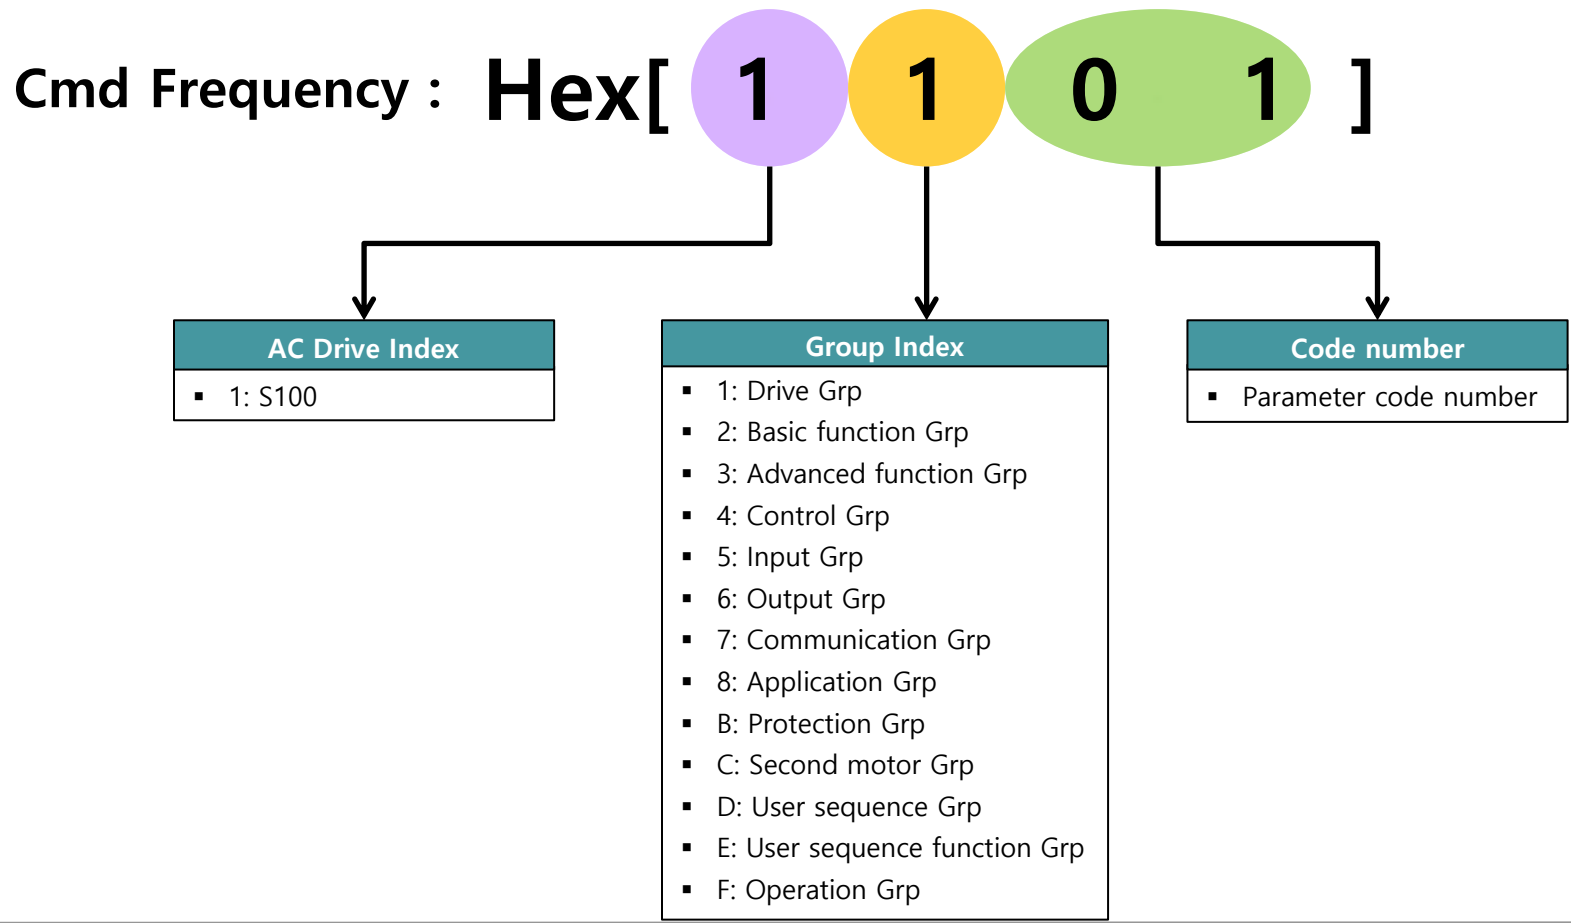 Cmd Frequency : Hex[ 1 1 0 1 ]
AC Drive Index
▪ 1: S100
Group Index
▪ 1: Drive Grp
▪ 2: Basic function Grp
▪ 3: Advanced function Grp
▪ 4: Control Grp
▪ 5: Input Grp
▪ 6: Output Grp
▪ 7: Communication Grp
▪ 8: Application Grp
▪ B: Protection Grp
▪ C: Second motor Grp
▪ D: User sequence Grp
▪ E: User sequence function Grp
▪ F: Operation Grp
Code number
▪ Parameter code number